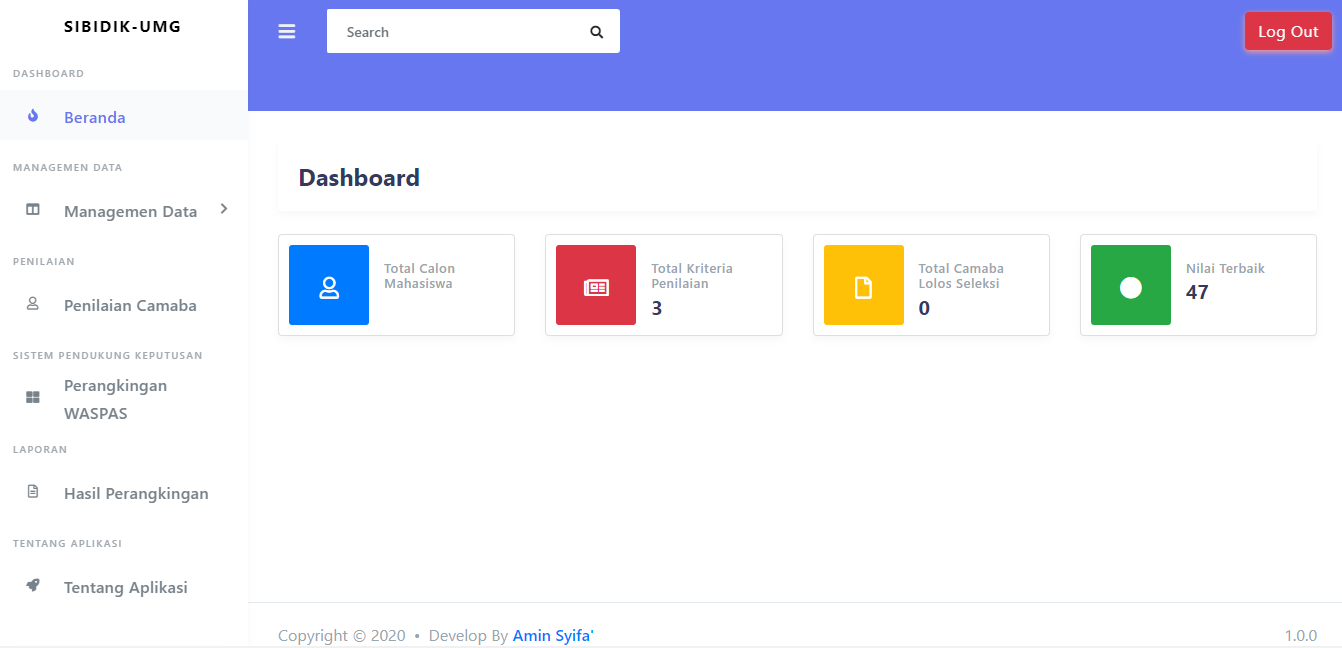 SIBIDIK-UMG
DASHBOARD
Beranda
MANAGEMEN DATA
Managemen Data
PENILAIAN
Penilaian Camaba
SISTEM PENDUKUNG KEPUTUSAN
Perangkingan
WASPAS
LAPORAN
Hasil Perangkingan
TENTANG APLIKASI
Tentang Aplikasi
Search
Log Out
Dashboard
Total Calon
Mahasiswa
Total Kriteria
Penilaian
3
Total Camaba
Lolos Seleksi
0
Nilai Terbaik
47
Copyright © 2020 • Develop By Amin Syifa'
1.0.0